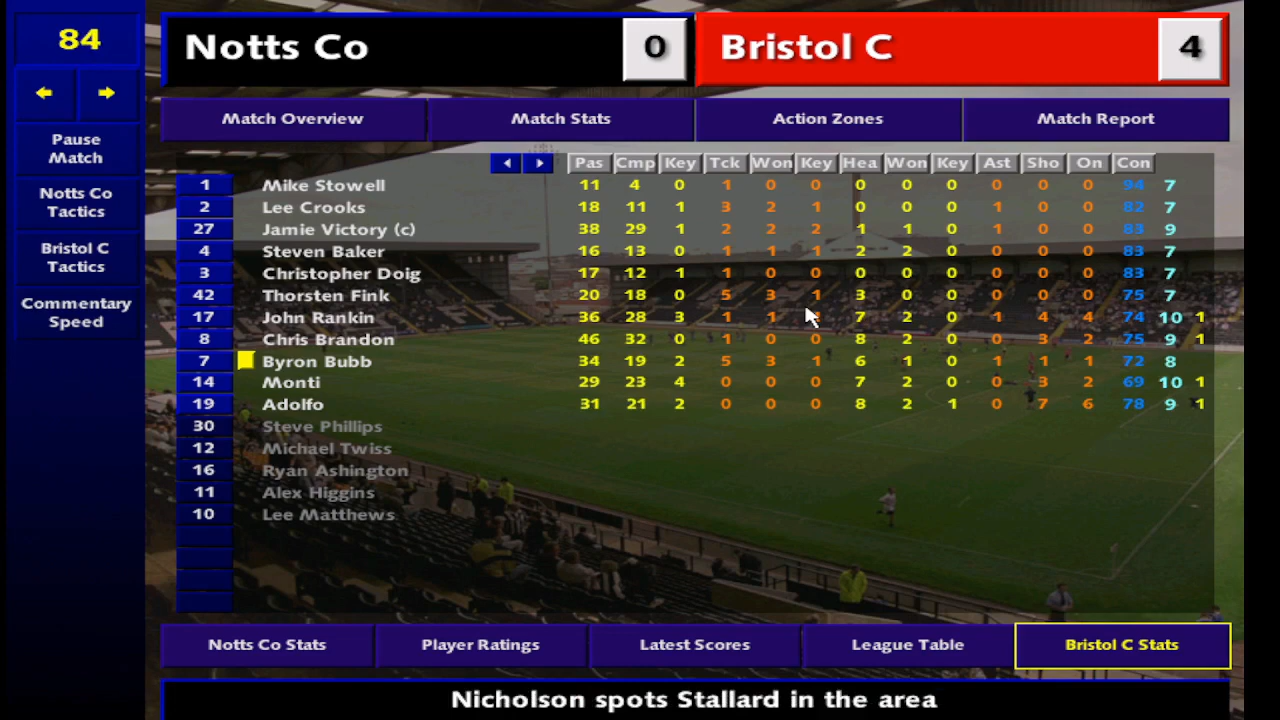 84
Notts Co 0 Bristol C 4
Match Overview Match Stats Action Zones Match Report
Pause
Match
Notts Co
Tactics
Bristol C
Tactics
Commentary
Speed
Pas Cmp Key Tck Won Key Hea Won Key Ast Sho On Con
1 Mike Stowell 11 4 0 1 0 0 0 0 0 0 0 0 94 7
2 Lee Crooks 18 11 1 3 2 1 0 0 0 1 0 0 82 7
27 Jamie Victory (c) 38 29 1 2 2 2 1 1 0 1 0 0 83 9
4 Steven Baker 16 13 0 1 1 1 2 2 0 0 0 0 83 7
3 Christopher Doig 17 12 1 1 0 0 0 0 0 0 0 0 83 7
42 Thorsten Fink 20 18 0 5 3 1 3 0 0 0 0 0 75 7
17 John Rankin 36 28 3 1 1 7 2 0 1 4 4 74 10 1
8 Chris Brandon 46 32 0 1 0 0 8 2 0 0 3 2 75 9 1
7 Byron Bubb 34 19 2 5 3 1 6 1 0 1 1 1 72 8
14 Monti 29 23 4 0 0 0 7 2 0 0 3 2 69 10 1
19 Adolfo 31 21 2 0 0 0 8 2 1 0 7 6 78 9 1
30 Steve Phillips
12 Michael Twiss
16 Ryan Ashington
11 Alex Higgins
10 Lee Matthews
Notts Co Stats Player Ratings Latest Scores League Table Bristol C Stats
Nicholson spots Stallard in the area